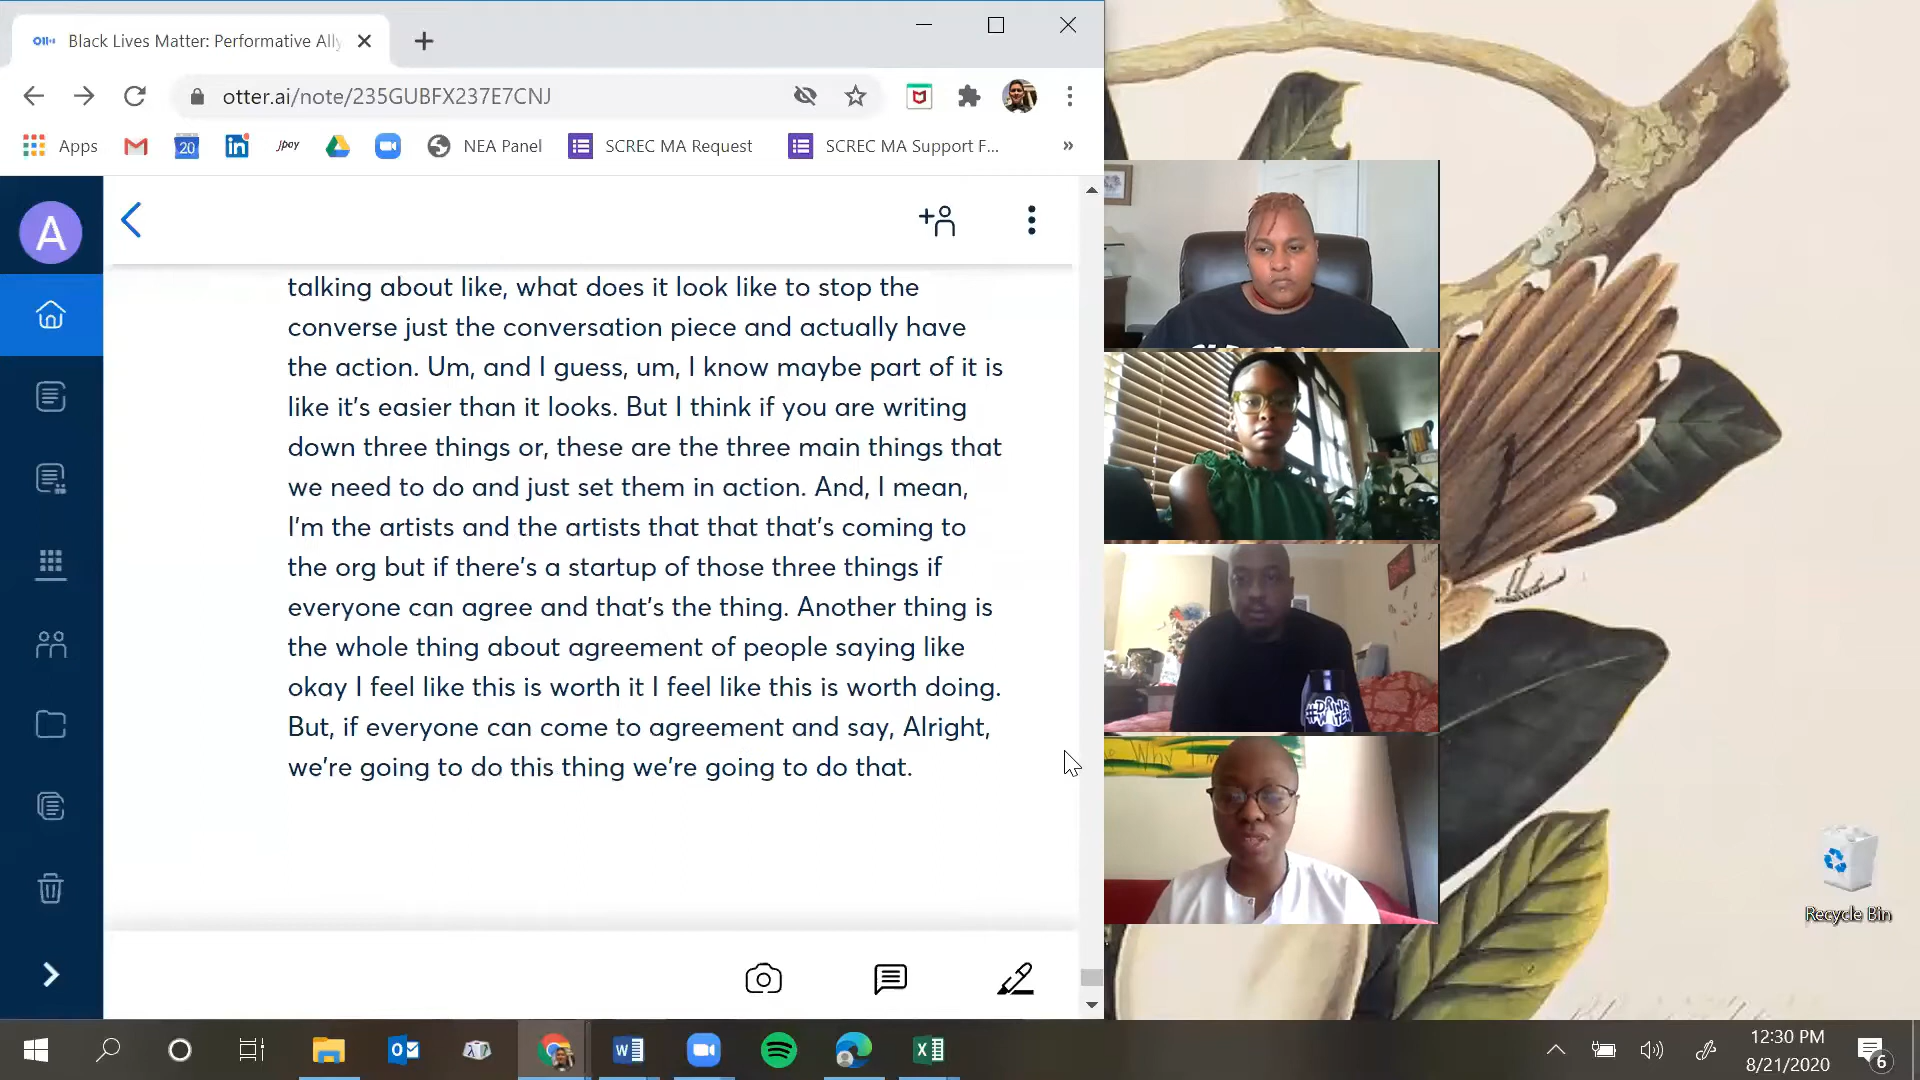 Black Lives Matter: Performative Ally
otter.ai/note/235GUBFX237E7CNJ
Apps
20
in
jpay
NEA Panel
SCREC MA Request
SCREC MA Support F...
»
A
talking about like, what does it look like to stop the
converse just the conversation piece and actually have
the action. Um, and I guess, um, I know maybe part of it is
like it's easier than it looks. But I think if you are writing
down three things or, these are the three main things that
we need to do and just set them in action. And, I mean,
I'm the artists and the artists that that that's coming to
the org but if there's a startup of those three things if
everyone can agree and that's the thing. Another thing is
the whole thing about agreement of people saying like
okay I feel like this is worth it I feel like this is worth doing.
But, if everyone can come to agreement and say, Alright,
we're going to do this thing we're going to do that.
DRINK
WHY
Recycle Bin
12:30 PM
8/21/2020
6